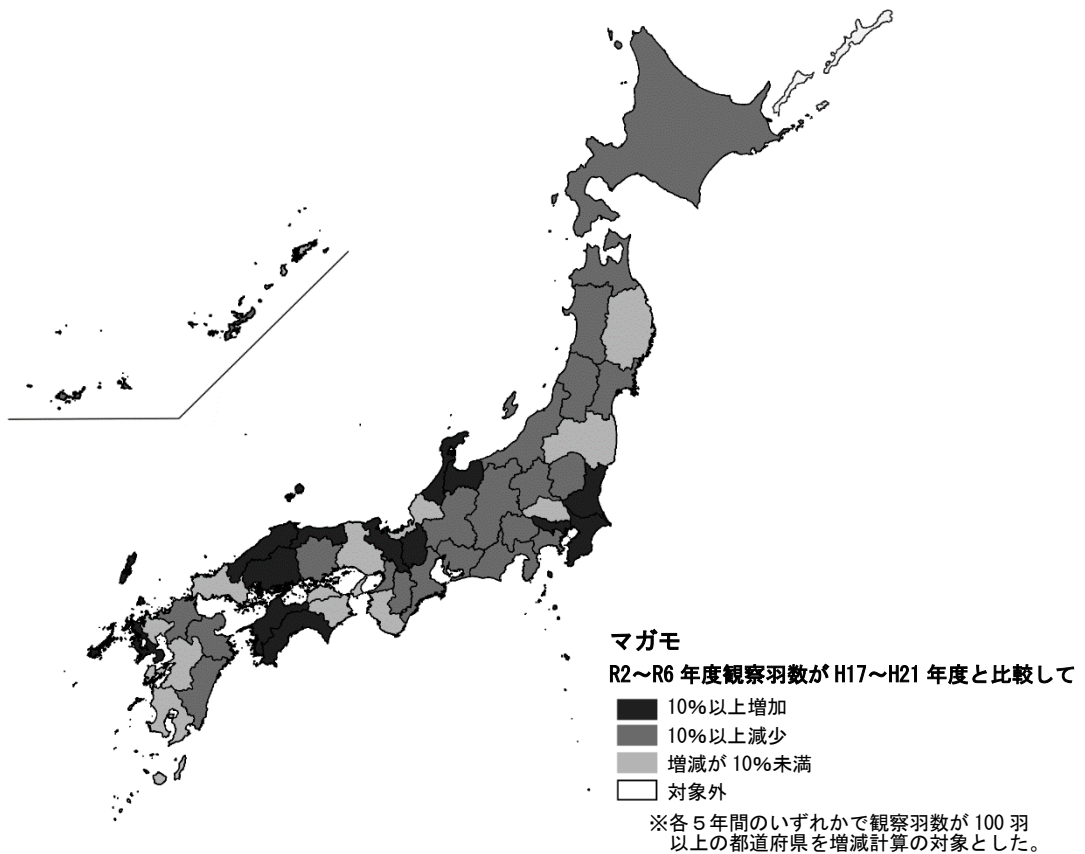 マガモ
R2～R6 年度観察羽数が H17～H21 年度と比較して
10%以上増加
10%以上減少
増減が 10%未満
対象外
※各５年間のいずれかで観察羽数が 100 羽
以上の都道府県を増減計算の対象とした。